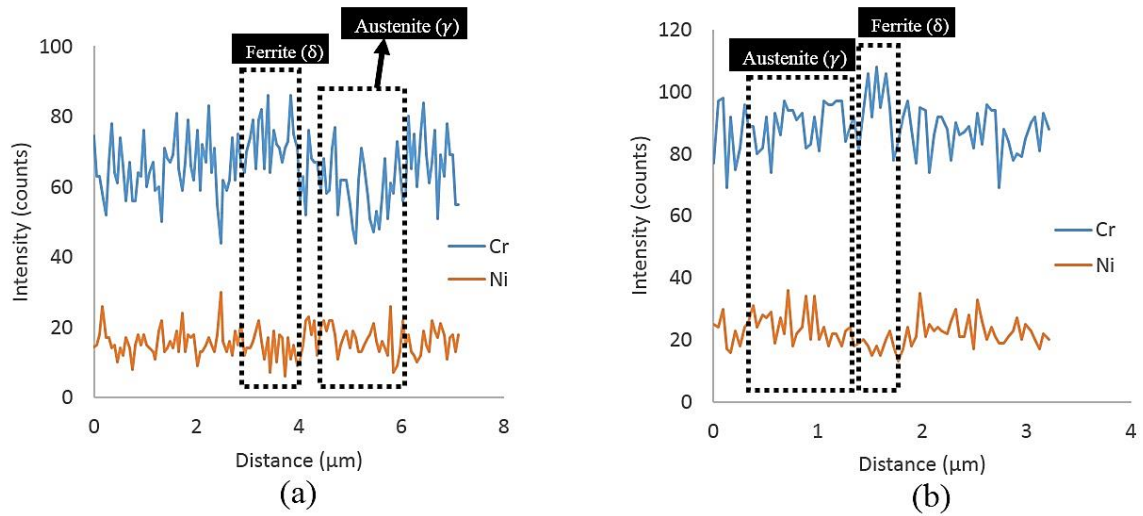 Austenite (γ)
Ferrite (δ)
100
80
60
40
20
0
Intensity (counts)
0 2 4 6 8
Distance (μm)
Cr
Ni
(a)
Ferrite (δ)
Austenite (γ)
120
100
80
60
40
20
0
Intensity (counts)
0 1 2 3 4
Distance (μm)
Cr
Ni
(b)